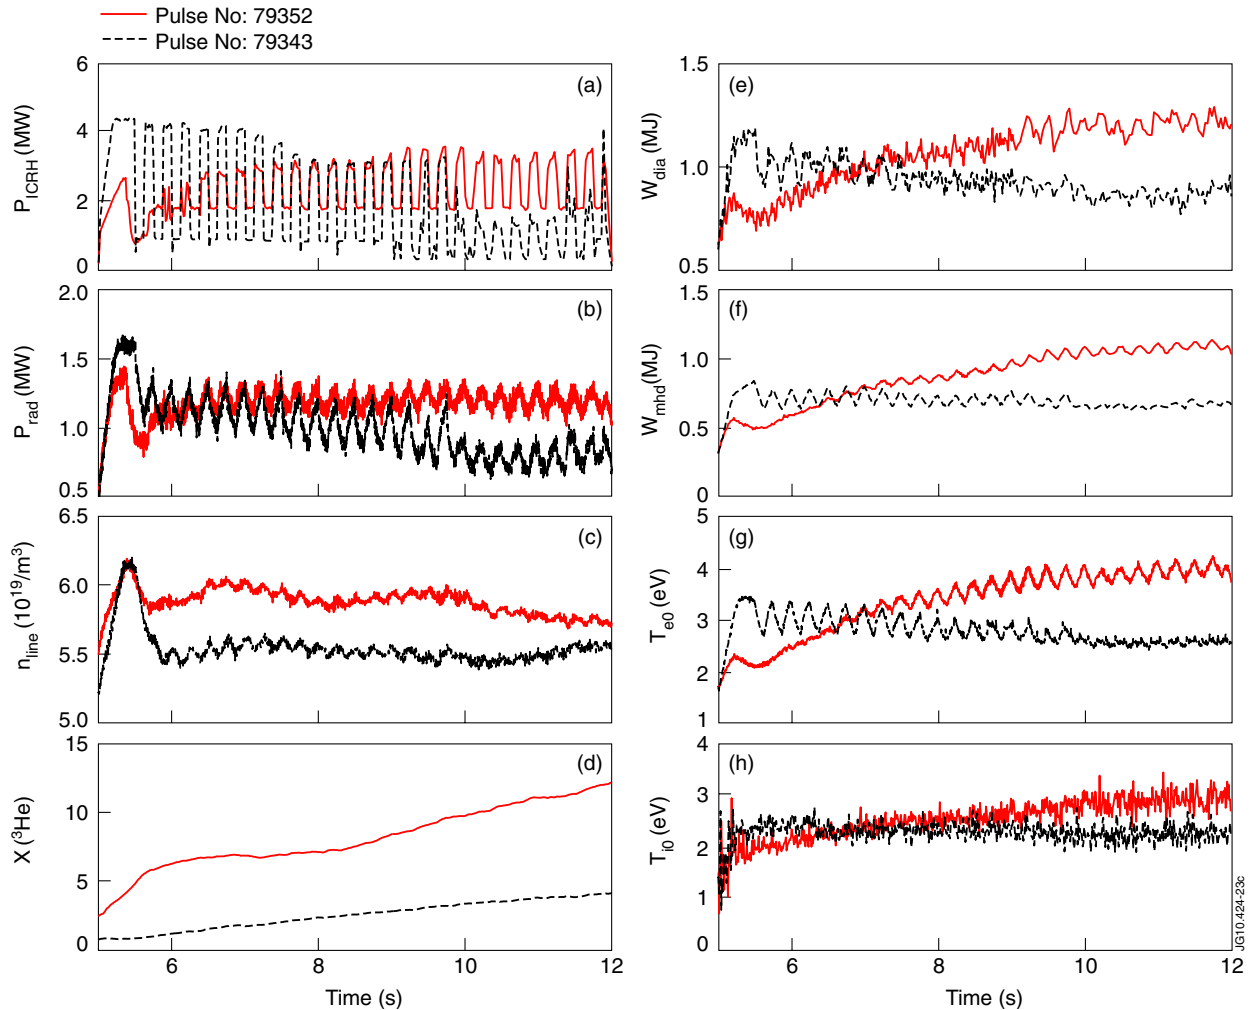 Pulse No: 79352
Pulse No: 79343
(a)
P_ICRH (MW)
6
4
2
0
(b)
P_rad (MW)
2.0
1.5
1.0
0.5
(c)
n_line (10^19/m^3)
6.5
6.0
5.5
5.0
(d)
X (^3He)
15
10
5
0
6 8 10 12
Time (s)
(e)
W_dia (MJ)
1.5
1.0
0.5
(f)
W_mhd (MJ)
1.5
1.0
0.5
0
(g)
T_e0 (eV)
5
4
3
2
1
(h)
T_i0 (eV)
4
3
2
1
0
6 8 10 12
Time (s)
JG10.424-23c